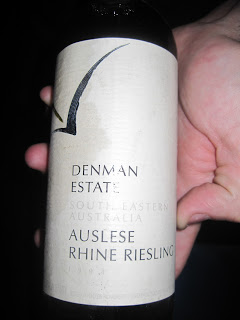 DENMAN
ESTATE
SOUTH EASTERN
AUSTRALIA
AUSLESE
RHINE RIESLING